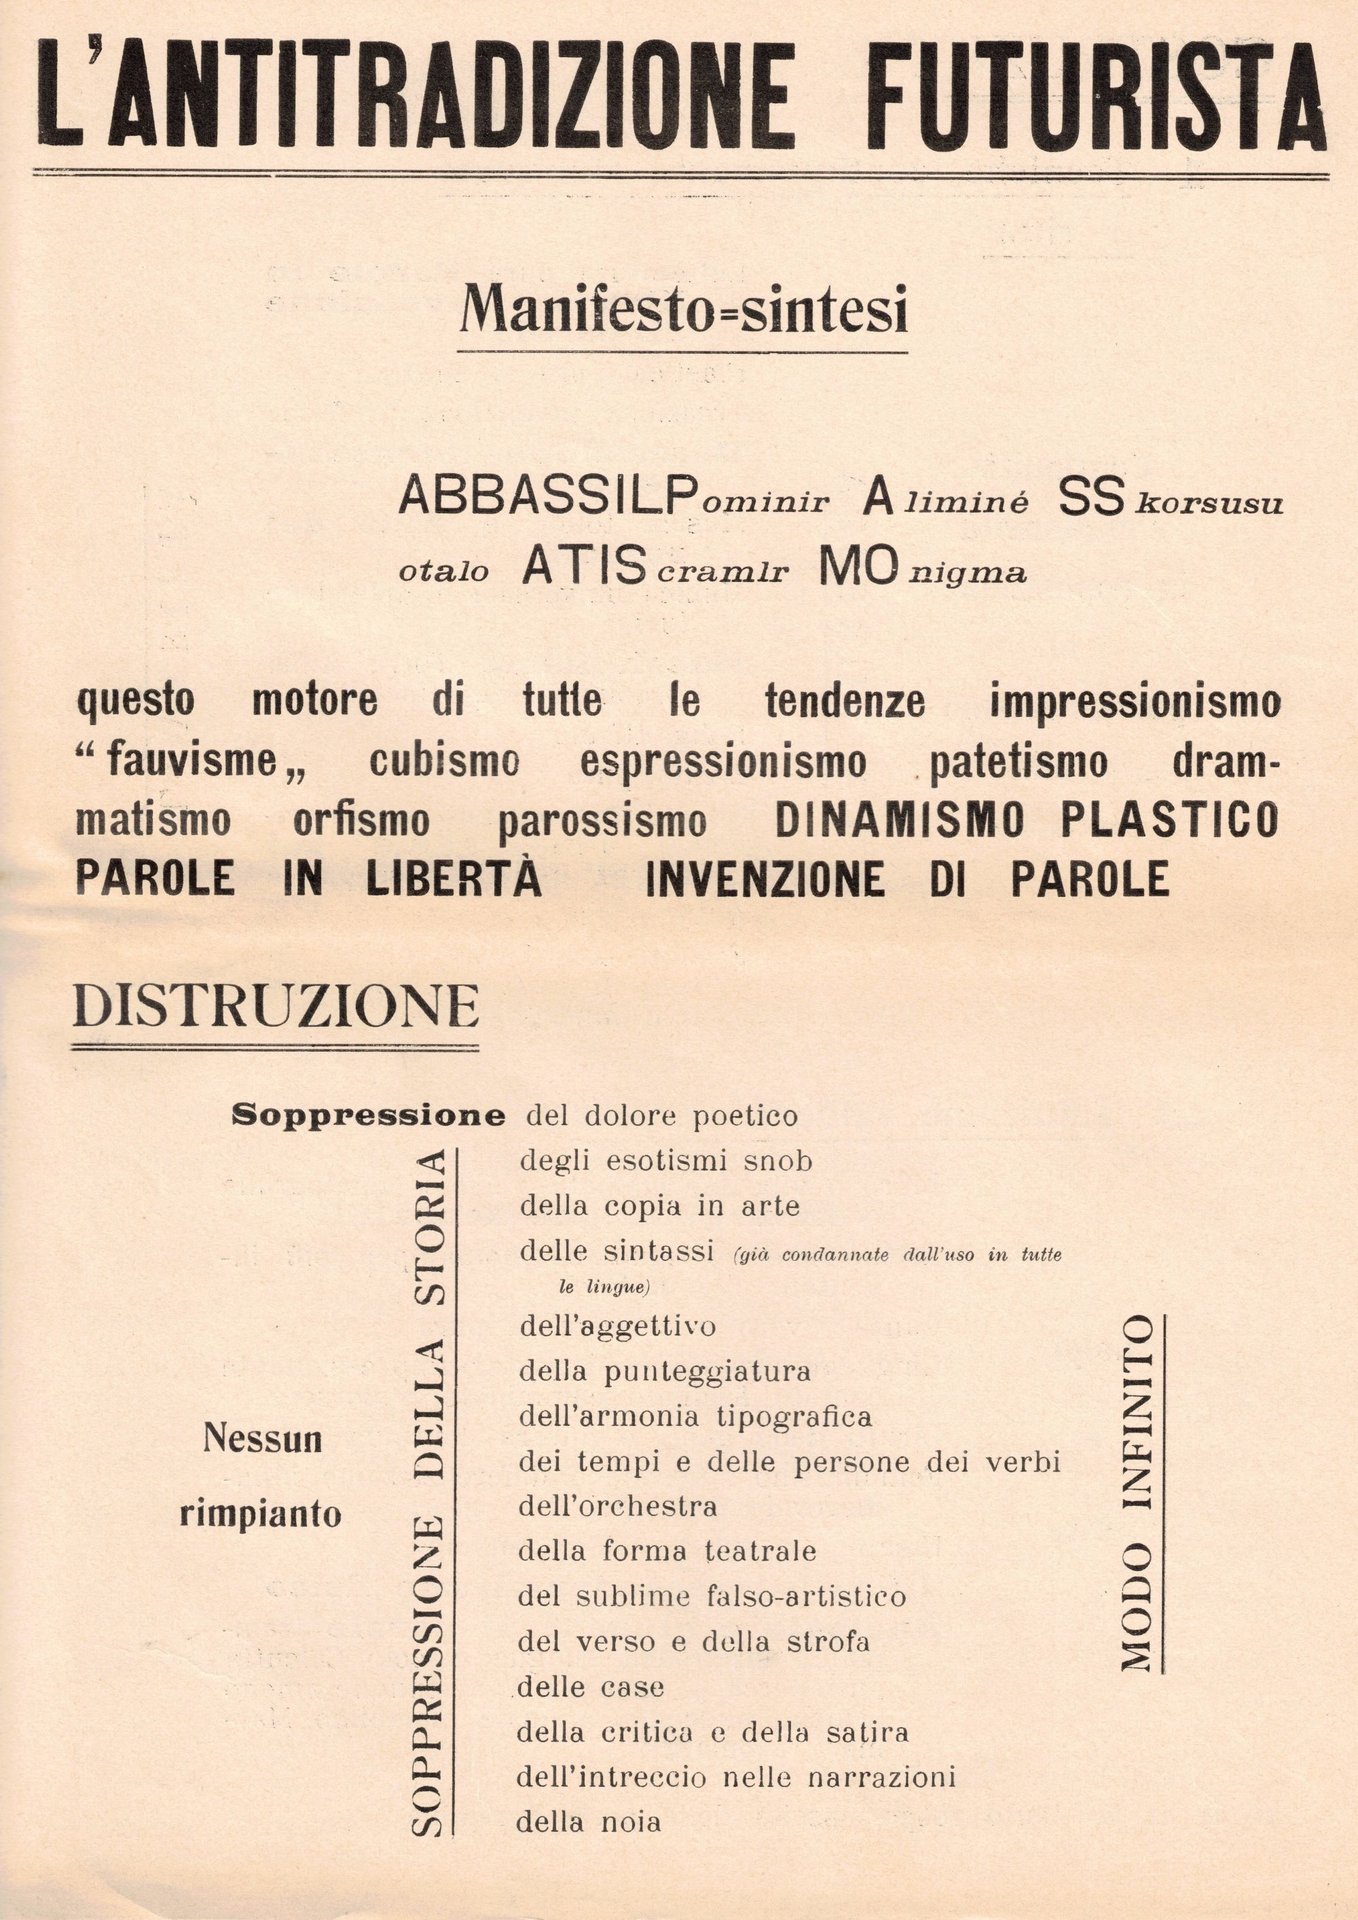 L'ANTITRADIZIONE FUTURISTA
Manifesto=sintesi
ABBASSILPominir Aliminé SSkorsusu
otalo ATIScramlr MOnigma
questo motore di tutte le tendenze impressionismo
“ fauvisme „ cubismo espressionismo patetismo dram-
matismo orfismo parossismo DINAMISMO PLASTICO
PAROLE IN LIBERTÀ INVENZIONE DI PAROLE
DISTRUZIONE
Soppressione del dolore poetico
degli esotismi snob
della copia in arte
delle sintassi (già condannate dall'uso in tutte
le lingue)
dell'aggettivo
della punteggiatura
dell'armonia tipografica
dei tempi e delle persone dei verbi
dell'orchestra
della forma teatrale
del sublime falso-artistico
del verso e della strofa
delle case
della critica e della satira
dell'intreccio nelle narrazioni
della noia
SOPPRESSIONE DELLA STORIA
Nessun
rimpianto
MODO INFINITO